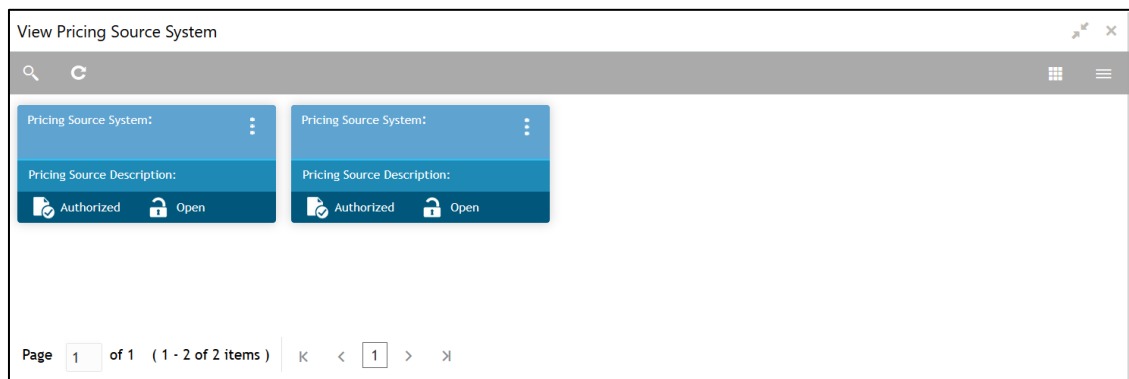 View Pricing Source System
Pricing Source System: Pricing Source System:
Pricing Source Description: Pricing Source Description:
Authorized Open Authorized Open
Page 1 of 1 ( 1 - 2 of 2 items ) 1